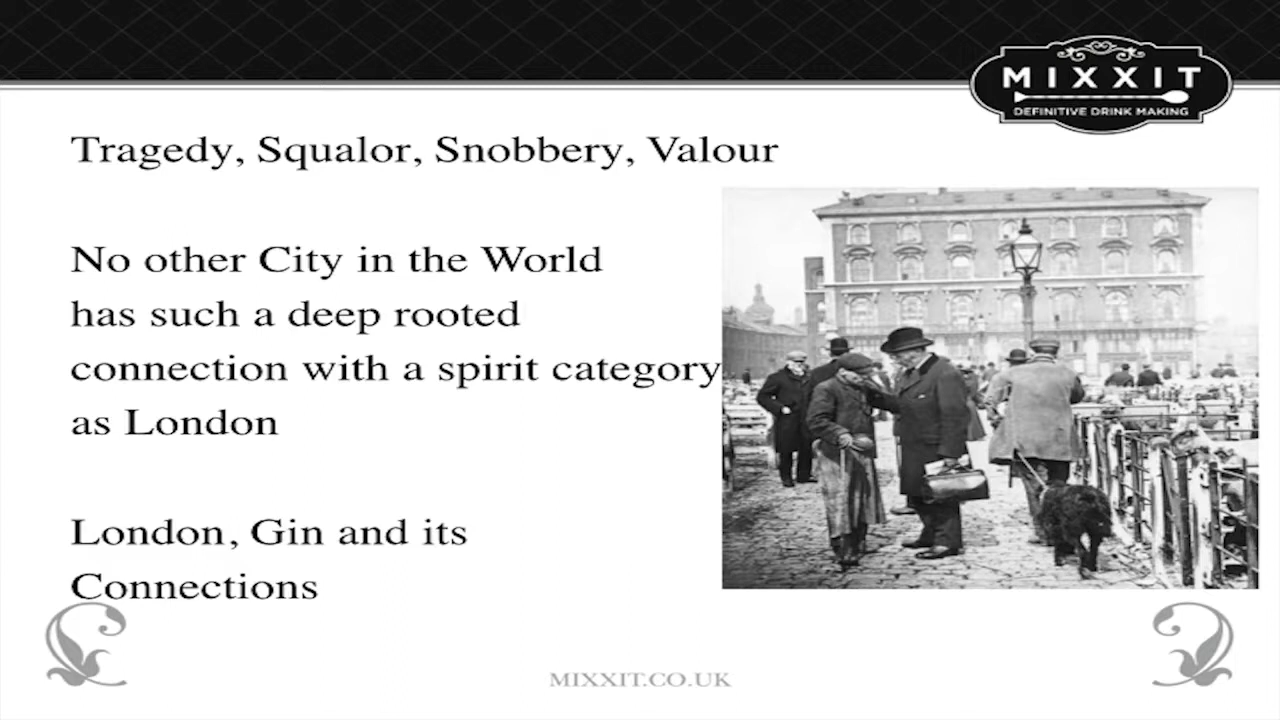 MIXXIT
DEFINITIVE DRINK MAKING
Tragedy, Squalor, Snobbery, Valour
No other City in the World
has such a deep rooted
connection with a spirit category
as London
London, Gin and its
Connections
MIXXIT.CO.UK